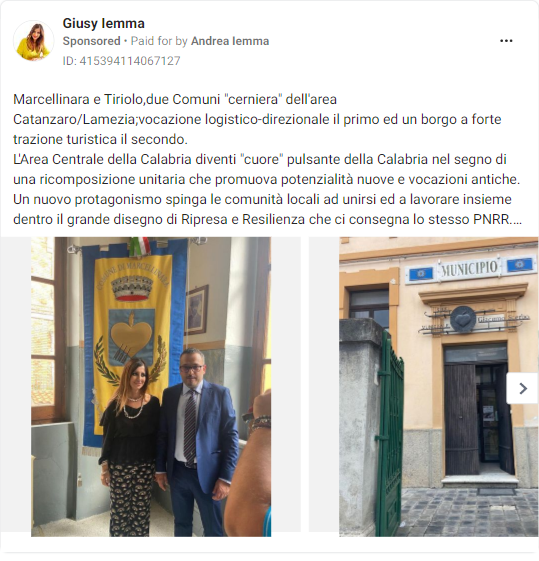 Giusy Iemma
Sponsored • Paid for by Andrea Iemma
ID: 415394114067127
Marcellinara e Tiriolo,due Comuni "cerniera" dell'area
Catanzaro/Lamezia;vocazione logistico-direzionale il primo ed un borgo a forte
trazione turistica il secondo.
L'Area Centrale della Calabria diventi "cuore" pulsante della Calabria nel segno di
una ricomposizione unitaria che promuova potenzialità nuove e vocazioni antiche.
Un nuovo protagonismo spinga le comunità locali ad unirsi ed a lavorare insieme
dentro il grande disegno di Ripresa e Resilienza che ci consegna lo stesso PNRR....
MUNICIPIO